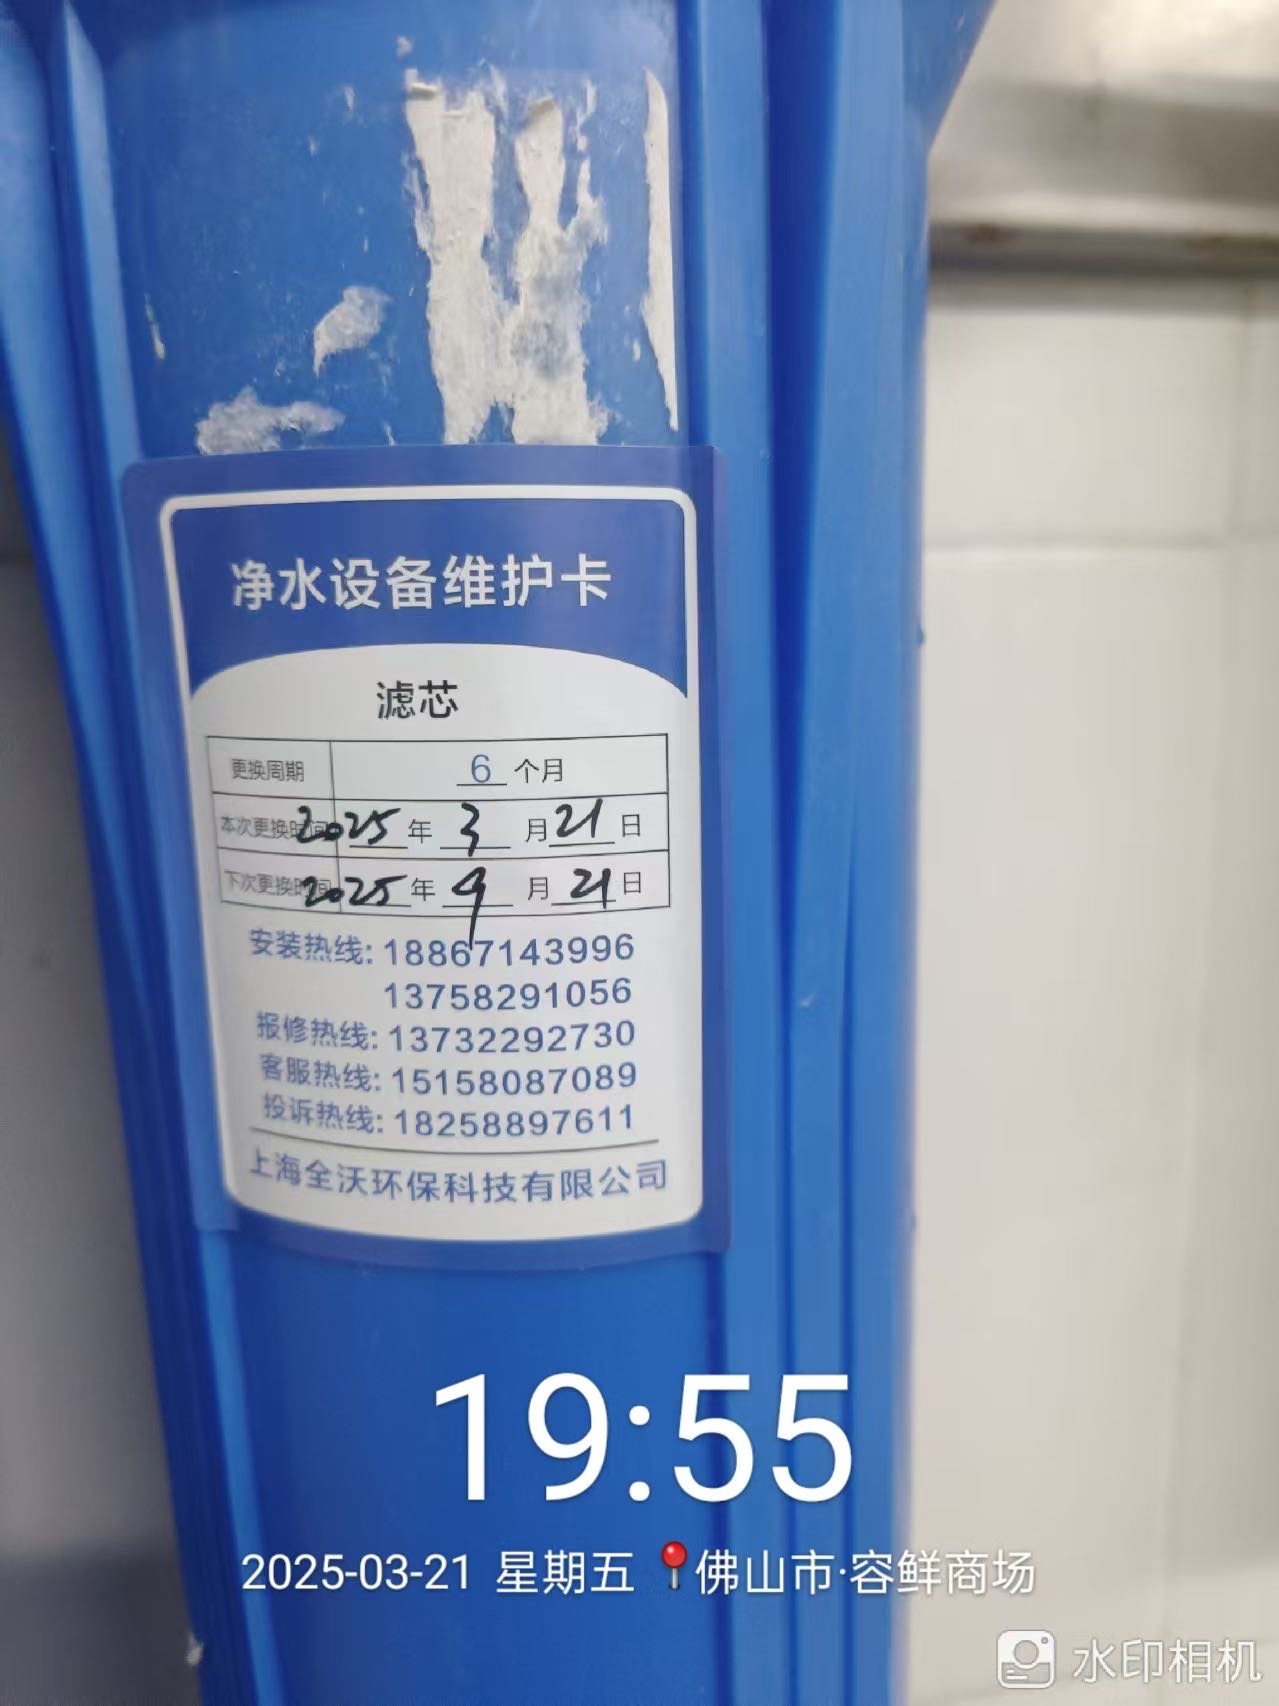 净水设备维护卡
滤芯
更换周期 6 个月
本次更换时间 2025 年 3 月 21 日
下次更换时间 2025 年 9 月 21 日
安装热线: 18867143996
13758291056
报修热线: 13732292730
客服热线: 15158087089
投诉热线: 18258897611
上海全沃环保科技有限公司
19:55
2025-03-21 星期五 佛山市·容鲜商场
水印相机